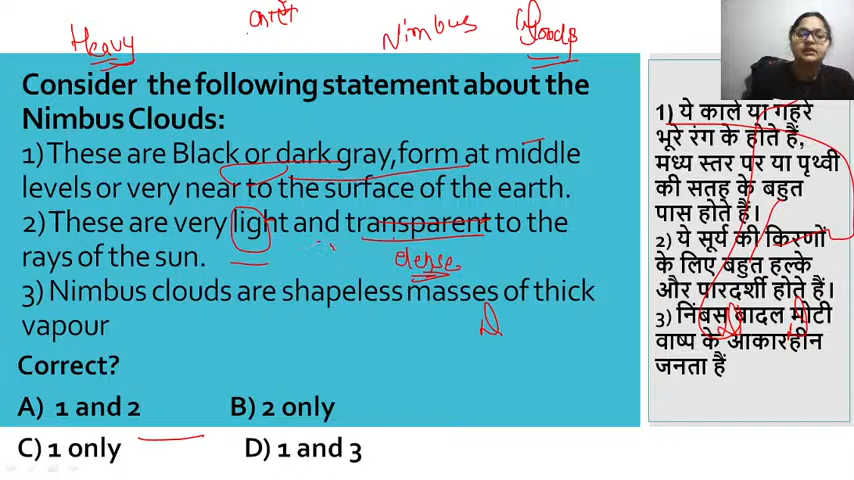 Heavy
Nimbus
Consider the following statement about the
Nimbus Clouds:
1)These are Black or dark gray,form at middle
levels or very near to the surface of the earth.
2)These are very light and transparent to the
rays of the sun.
dense
3) Nimbus clouds are shapeless masses of thick
vapour
Correct?
A) 1 and 2 B) 2 only
C) 1 only D) 1 and 3
1) ये काले या गहरे
भूरे रंग के होते हैं,
मध्य स्तर पर या पृथ्वी
की सतह के बहुत
पास होते हैं।
2) ये सूर्य की किरणों
के लिए बहुत हल्के
और पारदर्शी होते हैं।
3) निंबस बादल मोटी
वाष्प के आकारहीन
जनता हैं